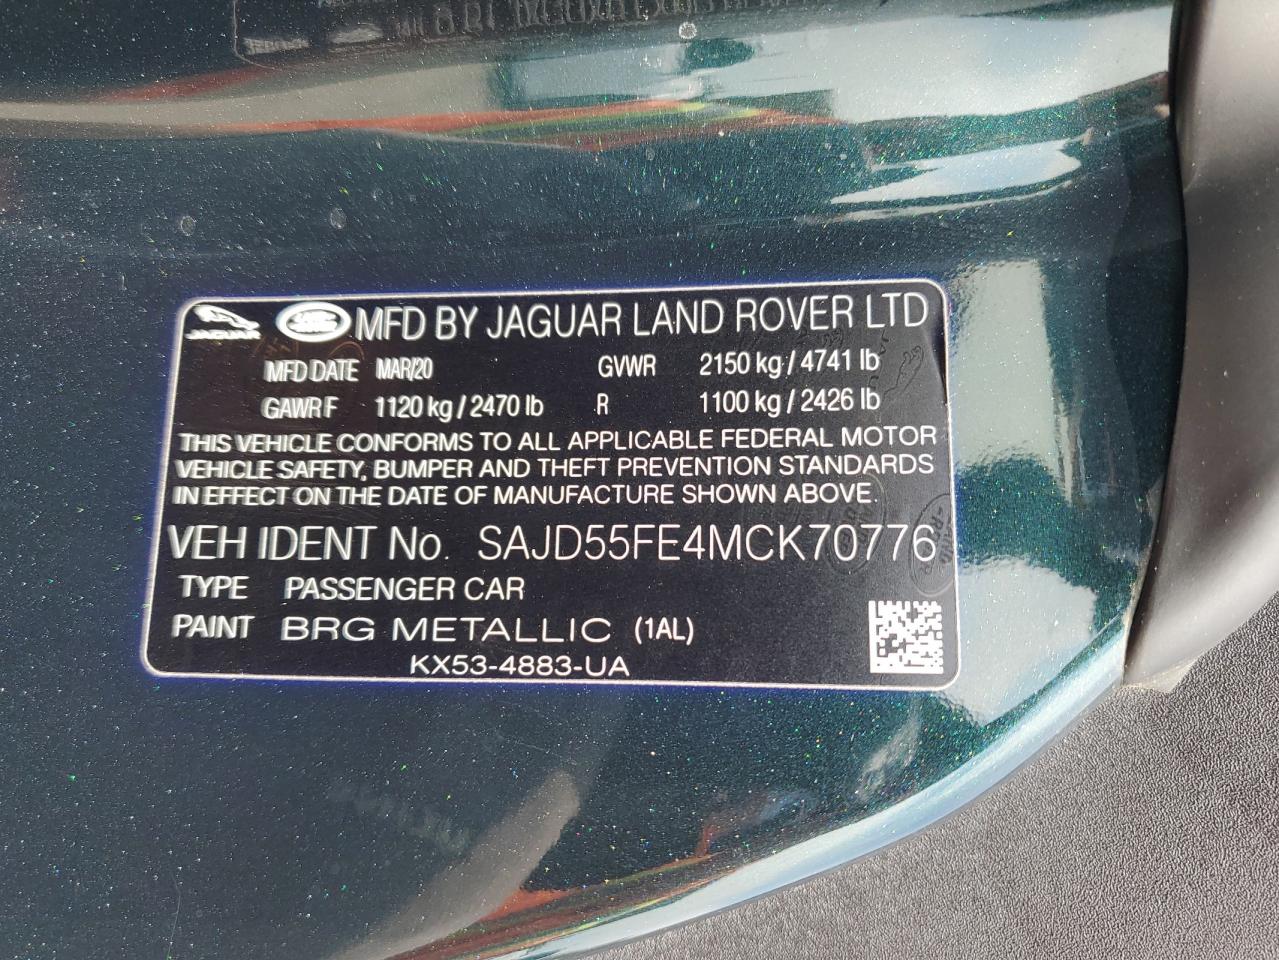 JAGUAR LAND ROVER MFD BY JAGUAR LAND ROVER LTD
MFD DATE MAR/20 GVWR 2150 kg / 4741 lb
GAWR F 1120 kg / 2470 lb R 1100 kg / 2426 lb
THIS VEHICLE CONFORMS TO ALL APPLICABLE FEDERAL MOTOR
VEHICLE SAFETY, BUMPER AND THEFT PREVENTION STANDARDS
IN EFFECT ON THE DATE OF MANUFACTURE SHOWN ABOVE.
VEH IDENT No. SAJD55FE4MCK70776
TYPE PASSENGER CAR
PAINT BRG METALLIC (1AL)
KX53-4883-UA